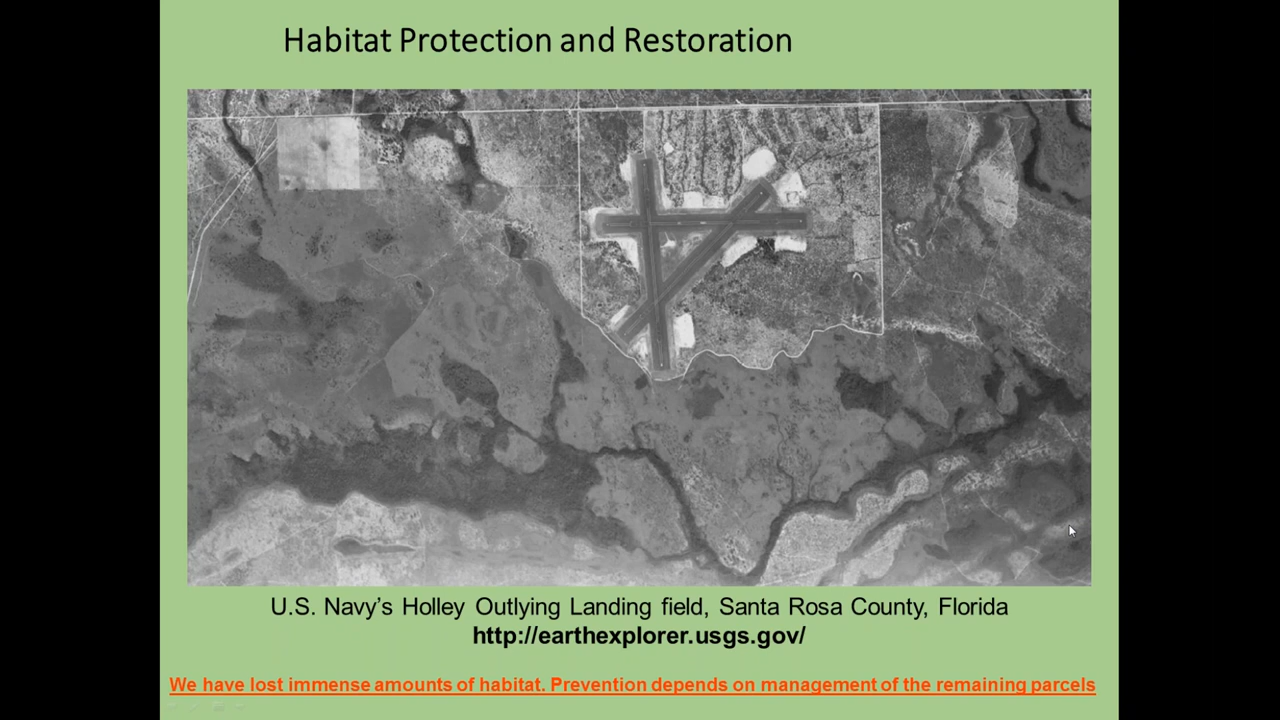 Habitat Protection and Restoration
U.S. Navy’s Holley Outlying Landing field, Santa Rosa County, Florida
http://earthexplorer.usgs.gov/
We have lost immense amounts of habitat. Prevention depends on management of the remaining parcels